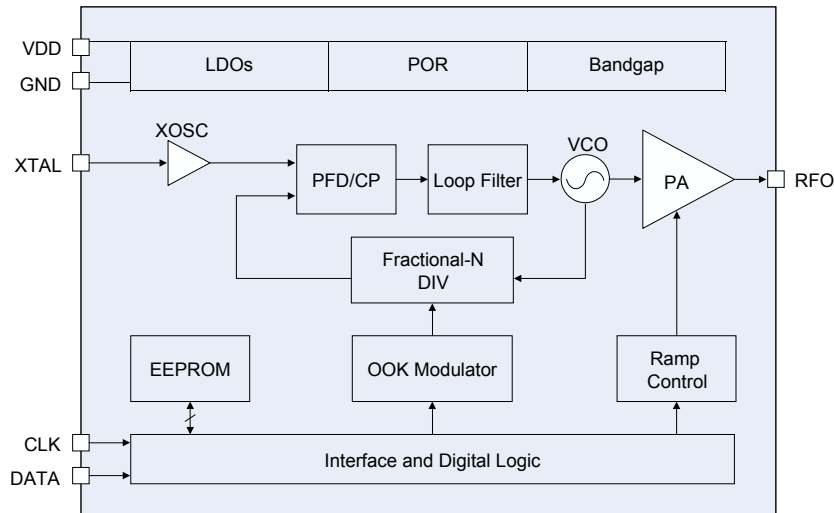 VDD
GND
LDOs
POR
Bandgap
XOSC
XTAL
PFD/CP
Loop Filter
VCO
PA
RFO
Fractional-N
DIV
EEPROM
OOK Modulator
Ramp
Control
CLK
DATA
Interface and Digital Logic